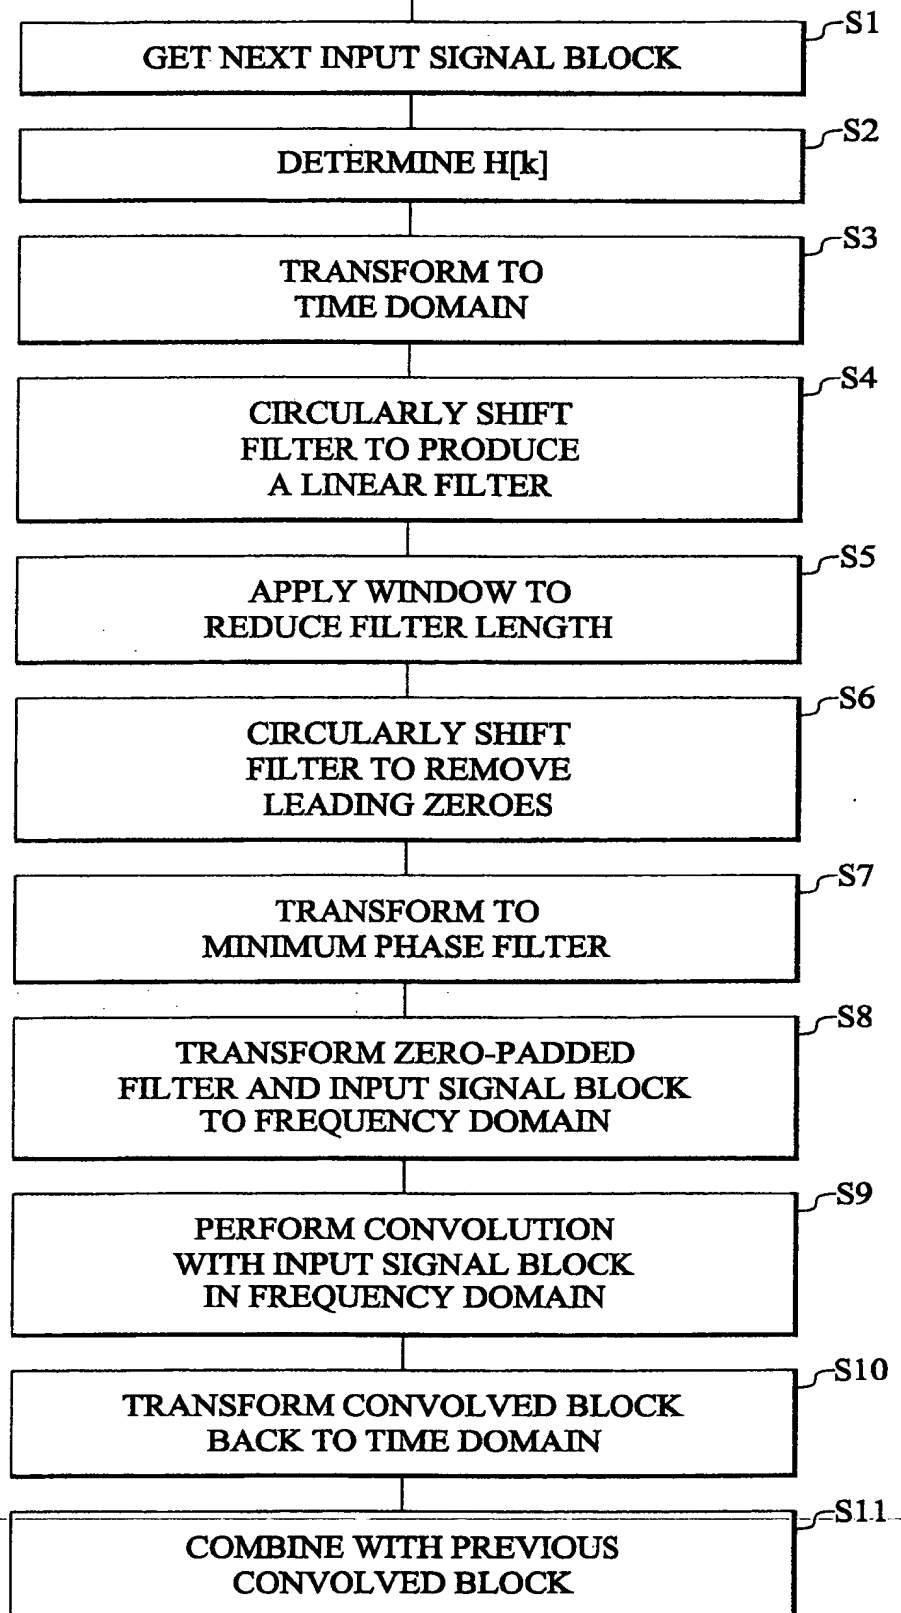 S1
GET NEXT INPUT SIGNAL BLOCK
S2
DETERMINE H[k]
S3
TRANSFORM TO
TIME DOMAIN
S4
CIRCULARLY SHIFT
FILTER TO PRODUCE
A LINEAR FILTER
S5
APPLY WINDOW TO
REDUCE FILTER LENGTH
S6
CIRCULARLY SHIFT
FILTER TO REMOVE
LEADING ZEROES
S7
TRANSFORM TO
MINIMUM PHASE FILTER
S8
TRANSFORM ZERO-PADDED
FILTER AND INPUT SIGNAL BLOCK
TO FREQUENCY DOMAIN
S9
PERFORM CONVOLUTION
WITH INPUT SIGNAL BLOCK
IN FREQUENCY DOMAIN
S10
TRANSFORM CONVOLVED BLOCK
BACK TO TIME DOMAIN
S11
COMBINE WITH PREVIOUS
CONVOLVED BLOCK